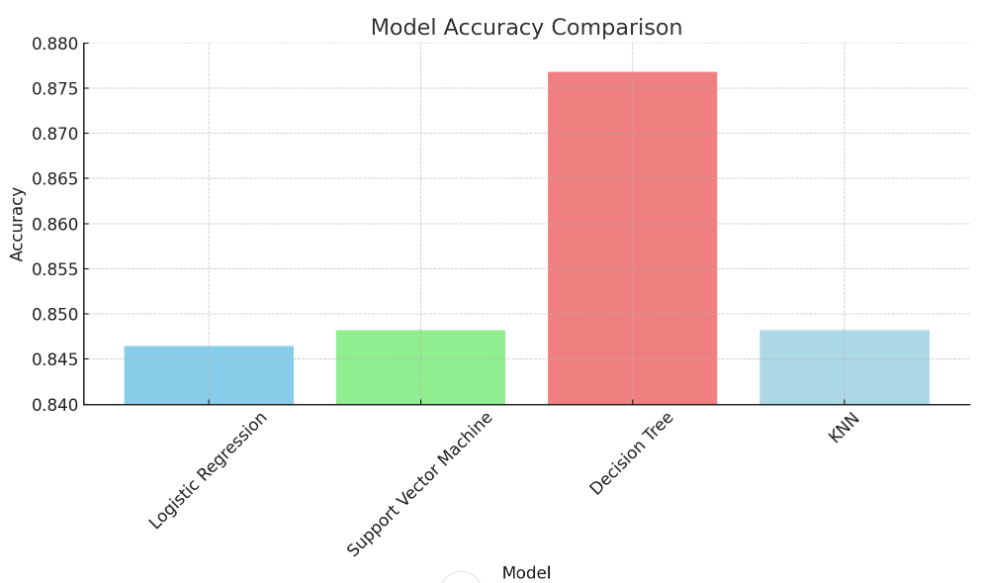 Model Accuracy Comparison
0.880
0.875
0.870
0.865
0.860
0.855
0.850
0.845
0.840
Accuracy
Logistic Regression
Support Vector Machine
Decision Tree
KNN
Model